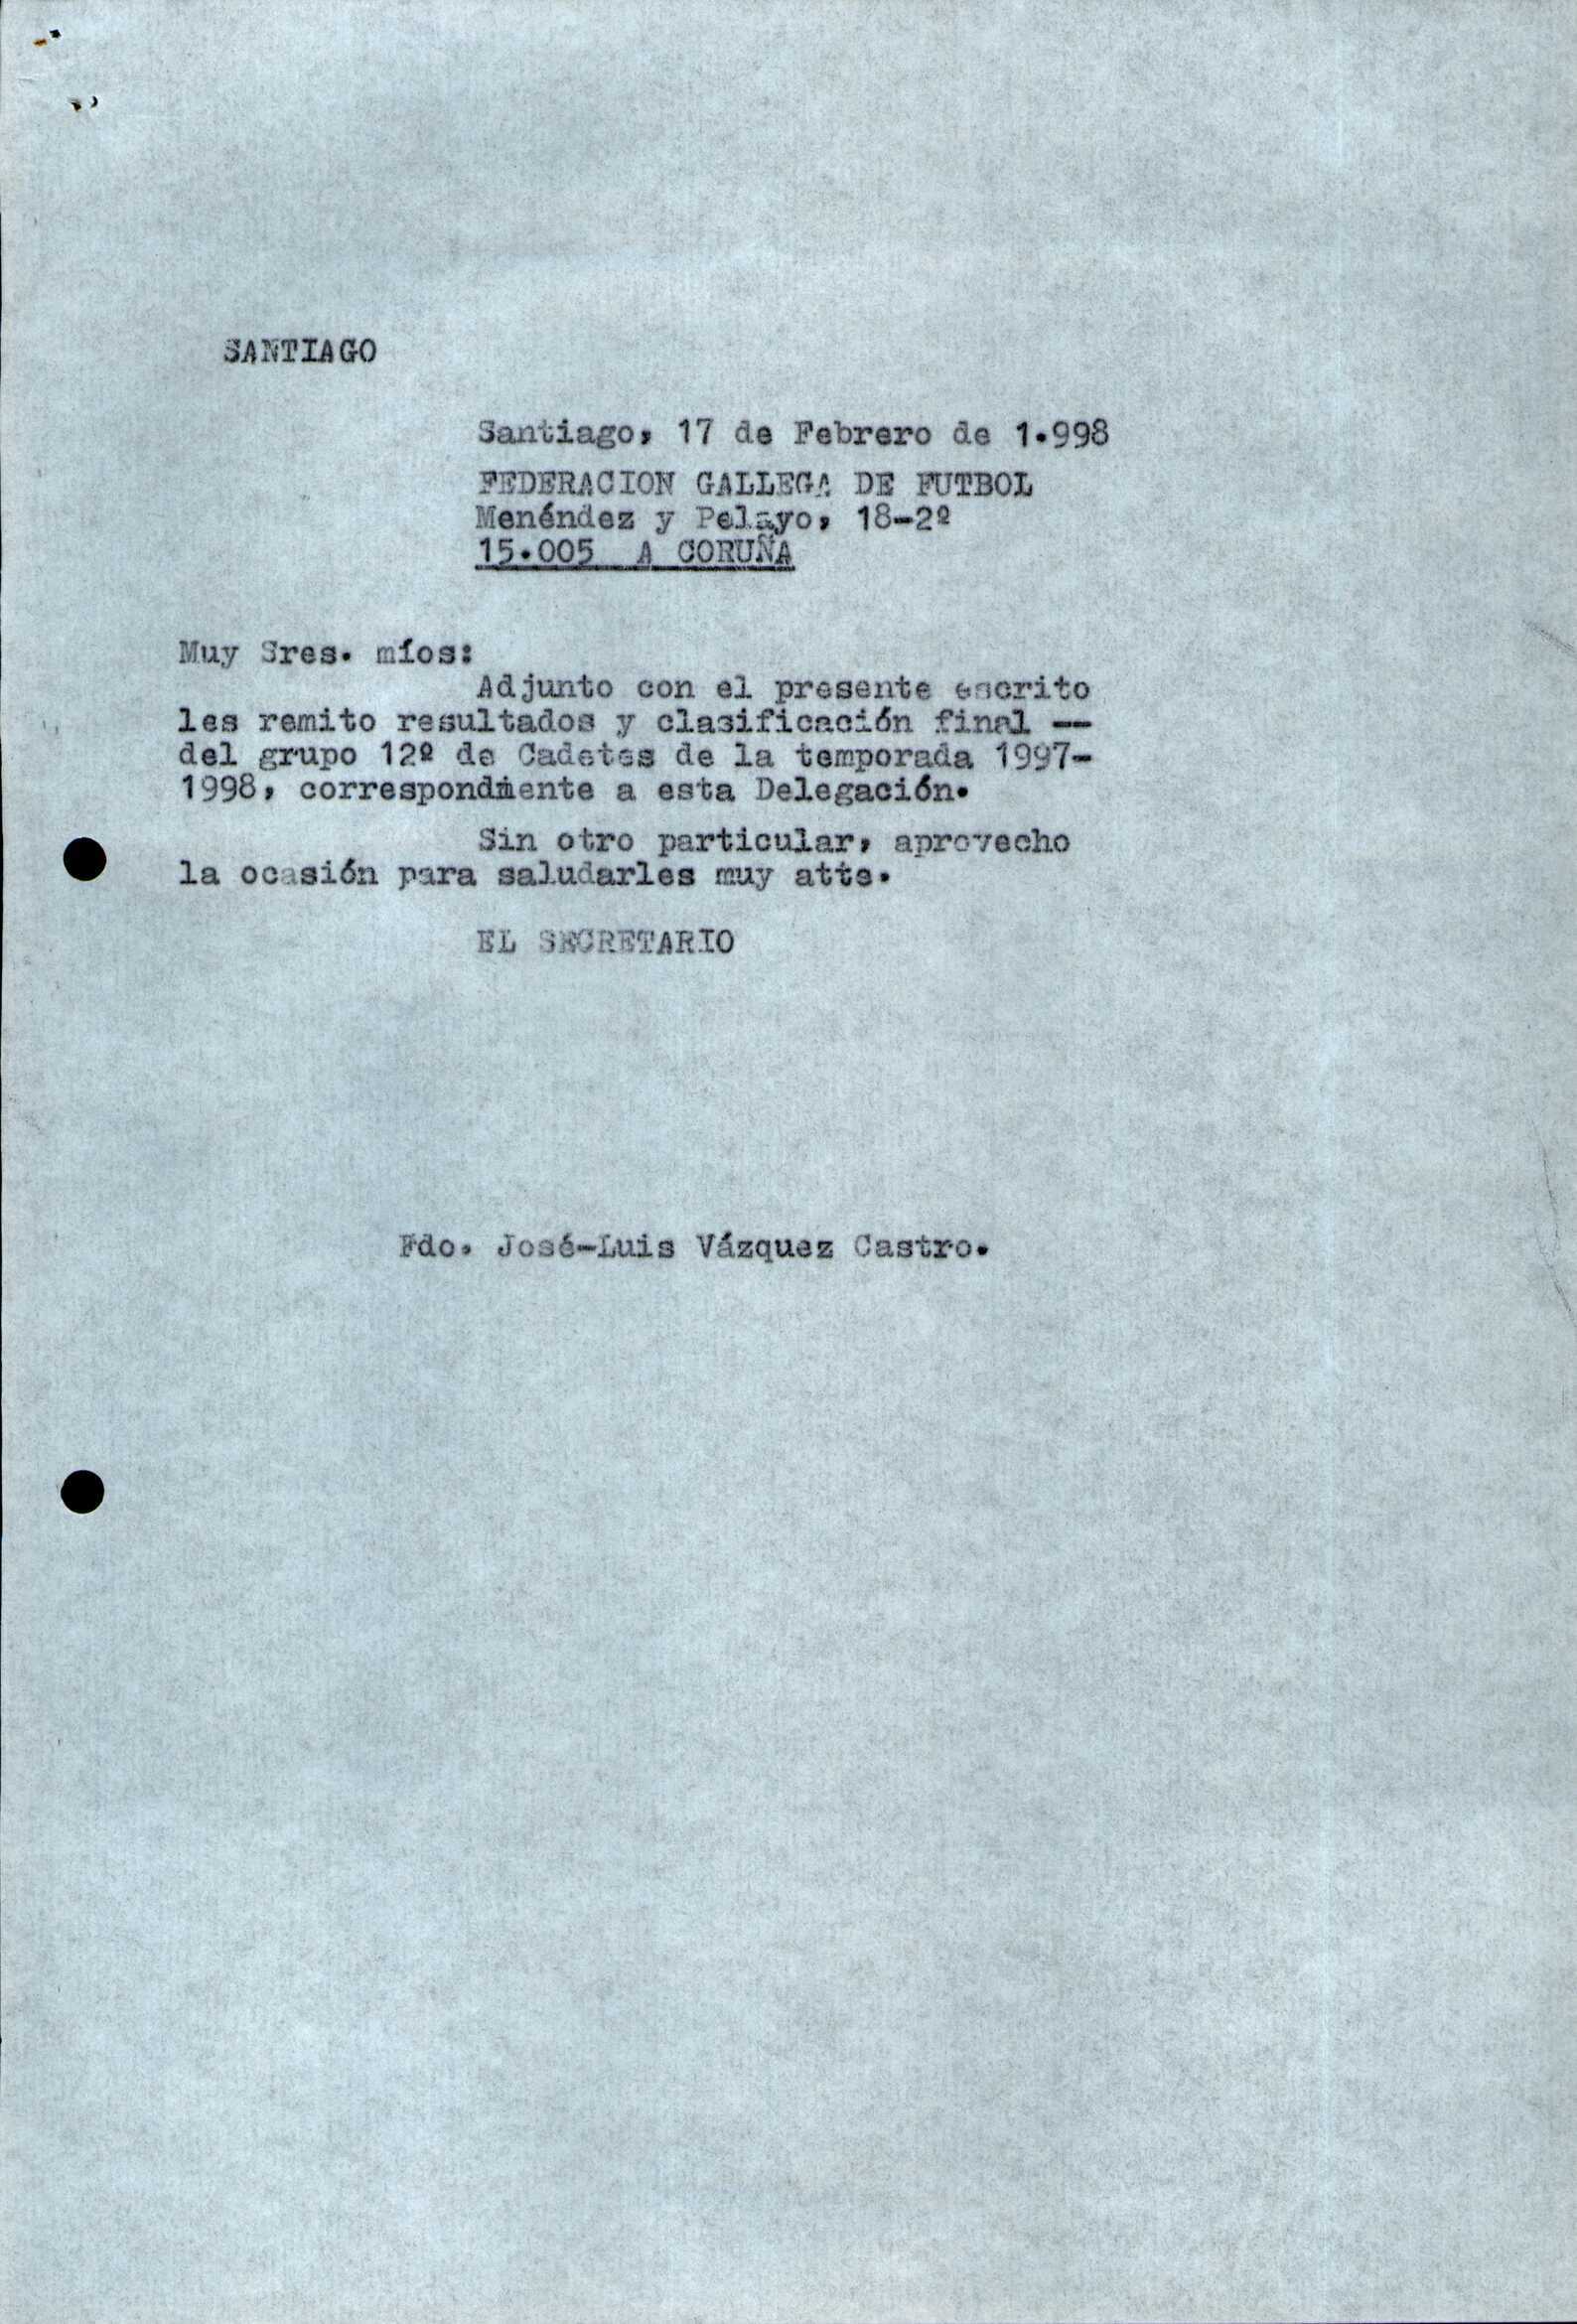 SANTIAGO
Santiago, 17 de Febrero de 1.998
FEDERACION GALLEGA DE FUTBOL
Menéndez y Pelayo, 18-2º
15.005 A CORUÑA
Muy Sres. míos:
Adjunto con el presente escrito
les remito resultados y clasificación final --
del grupo 12º de Cadetes de la temporada 1997-
1998, correspondiente a esta Delegación.
Sin otro particular, aprovecho
la ocasión para saludarles muy atte.
EL SECRETARIO
Fdo. José-Luis Vázquez Castro.